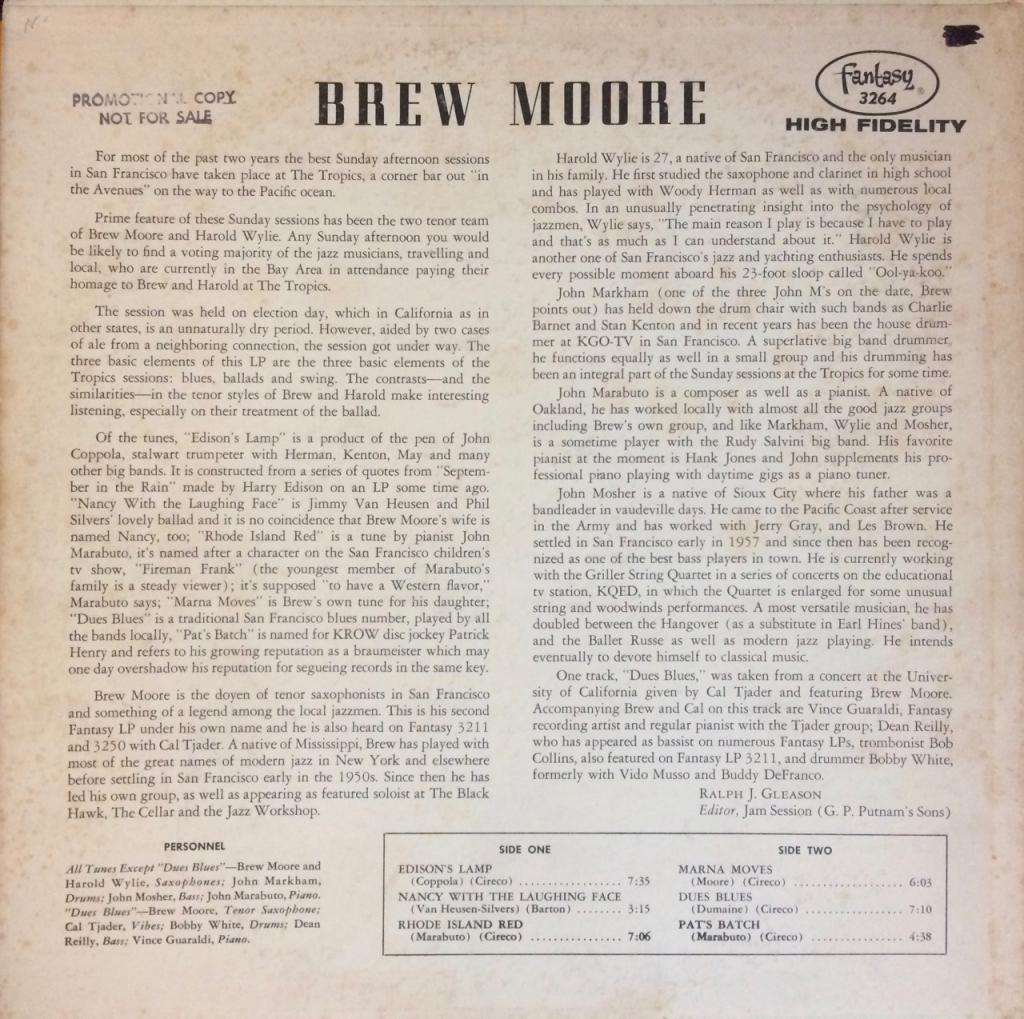 PROMOTIONAL COPY
NOT FOR SALE
BREW MOORE
Fantasy ®
3264
HIGH FIDELITY
For most of the past two years the best Sunday afternoon sessions
in San Francisco have taken place at The Tropics, a corner bar out "in
the Avenues" on the way to the Pacific ocean.
Prime feature of these Sunday sessions has been the two tenor team
of Brew Moore and Harold Wylie. Any Sunday afternoon you would
be likely to find a voting majority of the jazz musicians, travelling and
local, who are currently in the Bay Area in attendance paying their
homage to Brew and Harold at The Tropics.
The session was held on election day, which in California as in
other states, is an unnaturally dry period. However, aided by two cases
of ale from a neighboring connection, the session got under way. The
three basic elements of this LP are the three basic elements of the
Tropics sessions: blues, ballads and swing. The contrasts—and the
similarities—in the tenor styles of Brew and Harold make interesting
listening, especially on their treatment of the ballad.
Of the tunes, "Edison's Lamp" is a product of the pen of John
Coppola, stalwart trumpeter with Herman, Kenton, May and many
other big bands. It is constructed from a series of quotes from "Septem-
ber in the Rain" made by Harry Edison on an LP some time ago.
"Nancy With the Laughing Face" is Jimmy Van Heusen and Phil
Silvers' lovely ballad and it is no coincidence that Brew Moore's wife is
named Nancy, too; "Rhode Island Red" is a tune by pianist John
Marabuto, it's named after a character on the San Francisco children's
tv show, "Fireman Frank" (the youngest member of Marabuto's
family is a steady viewer); it's supposed "to have a Western flavor,"
Marabuto says; "Marna Moves" is Brew's own tune for his daughter;
"Dues Blues" is a traditional San Francisco blues number, played by all
the bands locally, "Pat's Batch" is named for KROW disc jockey Patrick
Henry and refers to his growing reputation as a braumeister which may
one day overshadow his reputation for segueing records in the same key.
Brew Moore is the doyen of tenor saxophonists in San Francisco
and something of a legend among the local jazzmen. This is his second
Fantasy LP under his own name and he is also heard on Fantasy 3211
and 3250 with Cal Tjader. A native of Mississippi, Brew has played with
most of the great names of modern jazz in New York and elsewhere
before settling in San Francisco early in the 1950s. Since then he has
led his own group, as well as appearing as featured soloist at The Black
Hawk, The Cellar and the Jazz Workshop.
Harold Wylie is 27, a native of San Francisco and the only musician
in his family. He first studied the saxophone and clarinet in high school
and has played with Woody Herman as well as with numerous local
combos. In an unusually penetrating insight into the psychology of
jazzmen, Wylie says, "The main reason I play is because I have to play
and that's as much as I can understand about it." Harold Wylie is
another one of San Francisco's jazz and yachting enthusiasts. He spends
every possible moment aboard his 23-foot sloop called "Ool-ya-koo."
John Markham (one of the three John M's on the date, Brew
points out) has held down the drum chair with such bands as Charlie
Barnet and Stan Kenton and in recent years has been the house drum-
mer at KGO-TV in San Francisco. A superlative big band drummer,
he functions equally as well in a small group and his drumming has
been an integral part of the Sunday sessions at the Tropics for some time.
John Marabuto is a composer as well as a pianist. A native of
Oakland, he has worked locally with almost all the good jazz groups
including Brew's own group, and like Markham, Wylie and Mosher,
is a sometime player with the Rudy Salvini big band. His favorite
pianist at the moment is Hank Jones and John supplements his pro-
fessional piano playing with daytime gigs as a piano tuner.
John Mosher is a native of Sioux City where his father was a
bandleader in vaudeville days. He came to the Pacific Coast after service
in the Army and has worked with Jerry Gray, and Les Brown. He
settled in San Francisco early in 1957 and since then has been recog-
nized as one of the best bass players in town. He is currently working
with the Griller String Quartet in a series of concerts on the educational
tv station, KQED, in which the Quartet is enlarged for some unusual
string and woodwinds performances. A most versatile musician, he has
doubled between the Hangover (as a substitute in Earl Hines' band),
and the Ballet Russe as well as modern jazz playing. He intends
eventually to devote himself to classical music.
One track, "Dues Blues," was taken from a concert at the Univer-
sity of California given by Cal Tjader and featuring Brew Moore.
Accompanying Brew and Cal on this track are Vince Guaraldi, Fantasy
recording artist and regular pianist with the Tjader group; Dean Reilly,
who has appeared as bassist on numerous Fantasy LPs, trombonist Bob
Collins, also featured on Fantasy LP 3211, and drummer Bobby White,
formerly with Vido Musso and Buddy DeFranco.
RALPH J. GLEASON
Editor, Jam Session (G. P. Putnam's Sons)
PERSONNEL
All Tunes Except "Dues Blues"—Brew Moore and
Harold Wylie, Saxophones; John Markham,
Drums; John Mosher, Bass; John Marabuto, Piano.
"Dues Blues"—Brew Moore, Tenor Saxophone;
Cal Tjader, Vibes; Bobby White, Drums; Dean
Reilly, Bass; Vince Guaraldi, Piano.
SIDE ONE
EDISON'S LAMP
(Coppola) (Cireco) .................... 7:35
NANCY WITH THE LAUGHING FACE
(Van Heusen-Silvers) (Barton) ........ 3:15
RHODE ISLAND RED
(Marabuto) (Cireco) .................. 7:06
SIDE TWO
MARNA MOVES
(Moore) (Cireco) ..................... 6:03
DUES BLUES
(Dumaine) (Cireco) ................... 7:10
PAT'S BATCH
(Marabuto) (Cireco) .................. 4:38